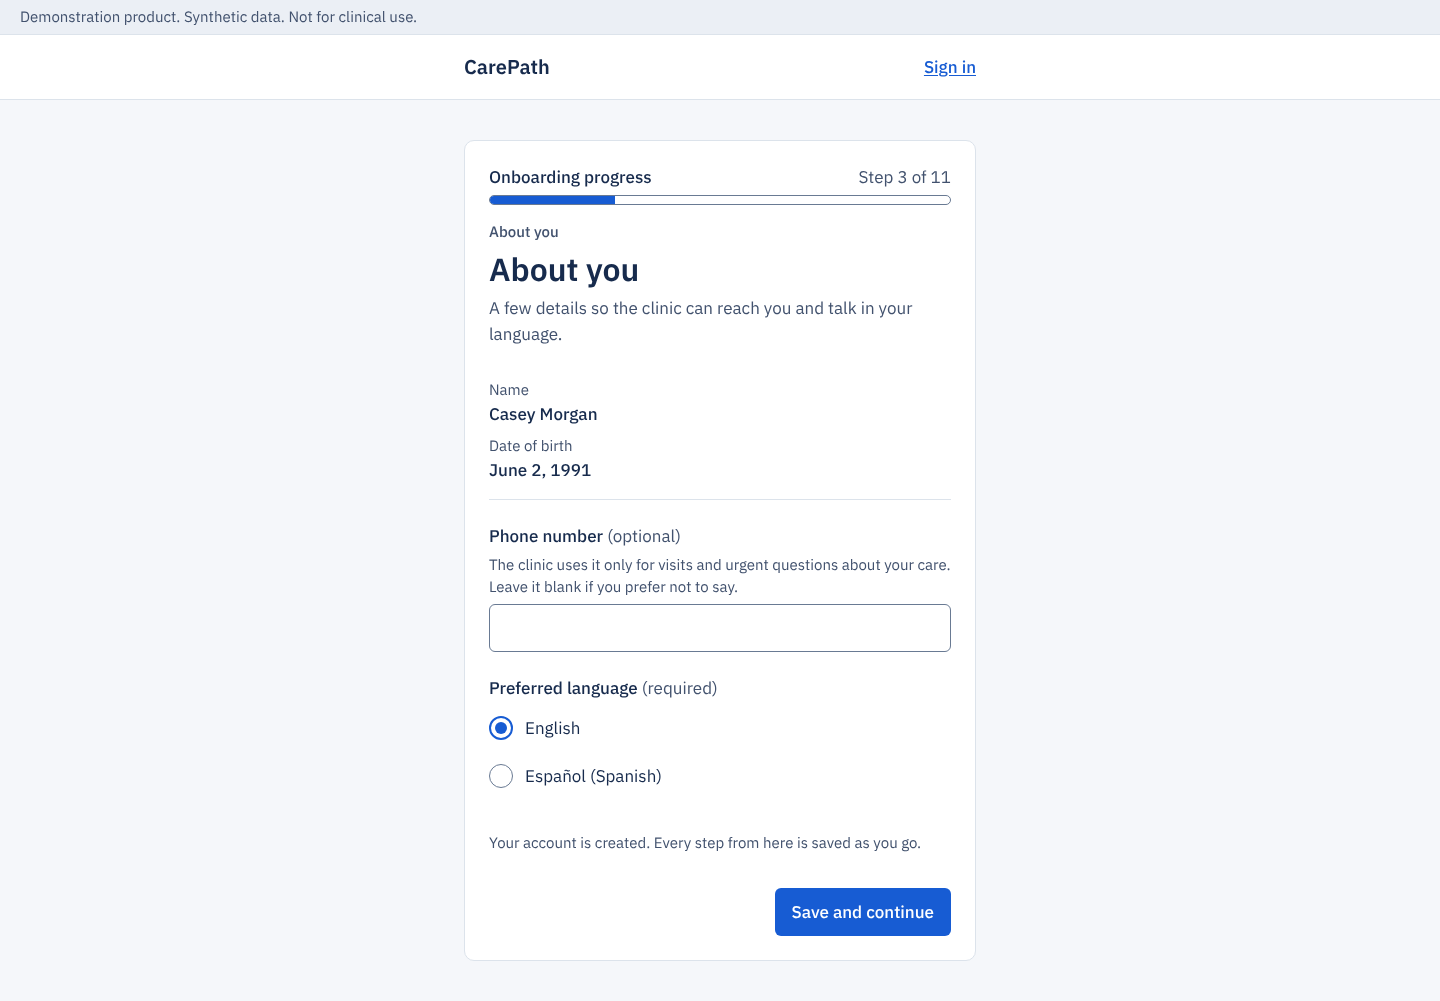 Demonstration product. Synthetic data. Not for clinical use.
CarePath
Sign in
Onboarding progress
Step 3 of 11
About you
About you
A few details so the clinic can reach you and talk in your
language.
Name
Casey Morgan
Date of birth
June 2, 1991
Phone number (optional)
The clinic uses it only for visits and urgent questions about your care.
Leave it blank if you prefer not to say.
Preferred language (required)
English
Español (Spanish)
Your account is created. Every step from here is saved as you go.
Save and continue